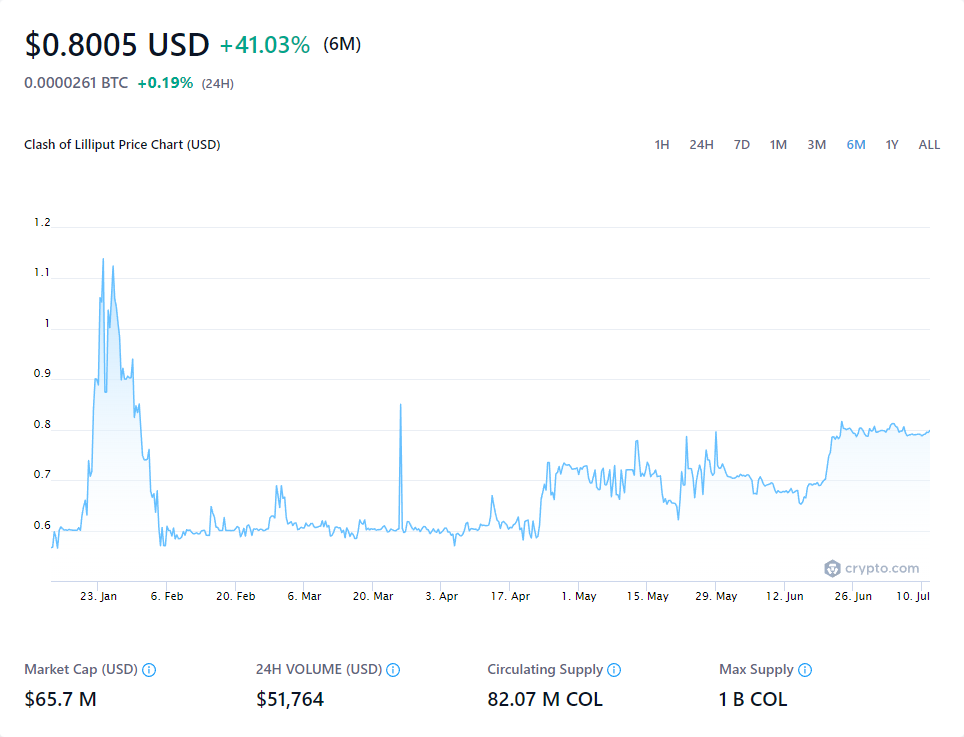 $0.8005 USD +41.03% (6M)
0.0000261 BTC +0.19% (24H)
Clash of Lilliput Price Chart (USD) 1H 24H 7D 1M 3M 6M 1Y ALL
1.2
1.1
1
0.9
0.8
0.7
0.6
crypto.com
23. Jan 6. Feb 20. Feb 6. Mar 20. Mar 3. Apr 17. Apr 1. May 15. May 29. May 12. Jun 26. Jun 10. Jul
Market Cap (USD) 24H VOLUME (USD) Circulating Supply Max Supply
$65.7 M $51,764 82.07 M COL 1 B COL